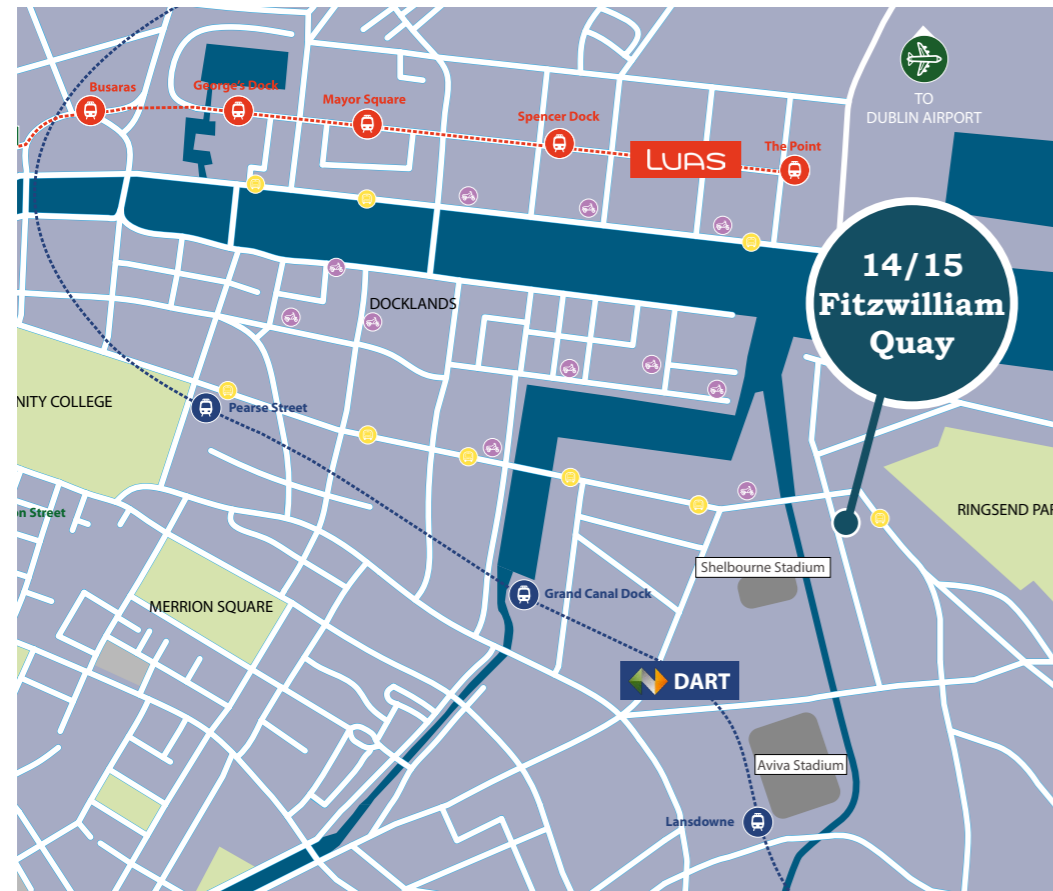 Busaras
George's Dock
Mayor Square
Spencer Dock
LUAS
The Point
TO
DUBLIN AIRPORT
14/15
Fitzwilliam
Quay
DOCKLANDS
NITY COLLEGE
Pearse Street
on Street
RINGSEND PAR
Shelbourne Stadium
Grand Canal Dock
MERRION SQUARE
DART
Aviva Stadium
Lansdowne